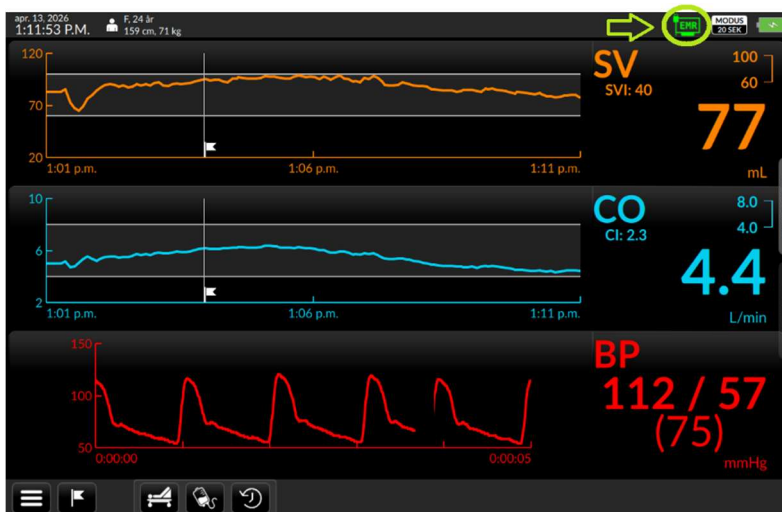 apr. 13, 2026
1:11:53 P.M.
F, 24 år
159 cm, 71 kg
EMR
MODUS
20 SEK
120
70
20
1:01 p.m.
1:06 p.m.
1:11 p.m.
SV
SVI: 40
100
60
77
mL
10
6
2
1:01 p.m.
1:06 p.m.
1:11 p.m.
CO
CI: 2.3
8.0
4.0
4.4
L/min
150
100
50
0:00:00
0:00:05
BP
112 / 57
(75)
mmHg